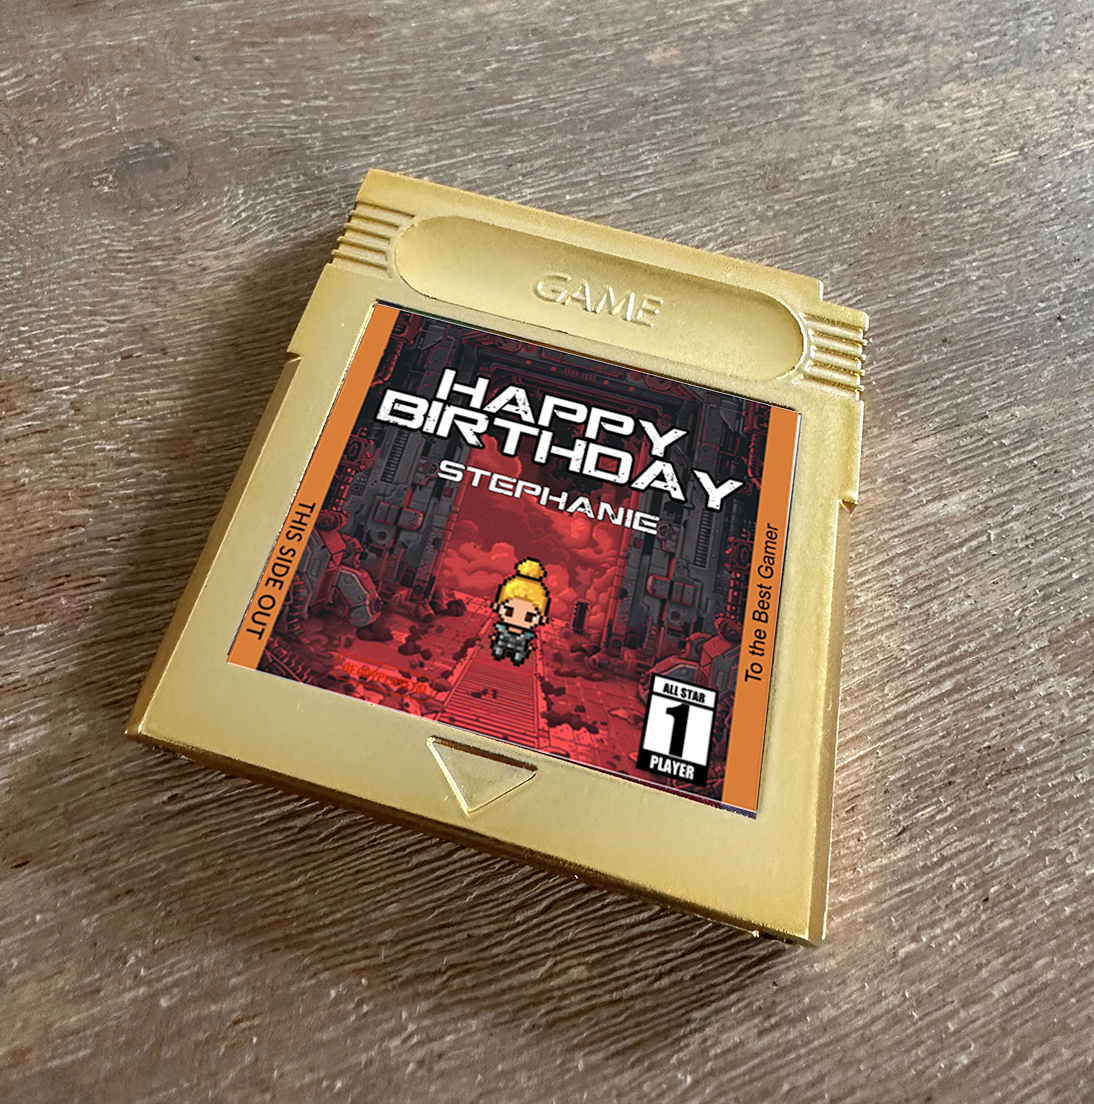 GAME
HAPPY
BIRTHDAY
STEPHANIE
THIS SIDE OUT
To the Best Gamer
ALL STAR
1
PLAYER